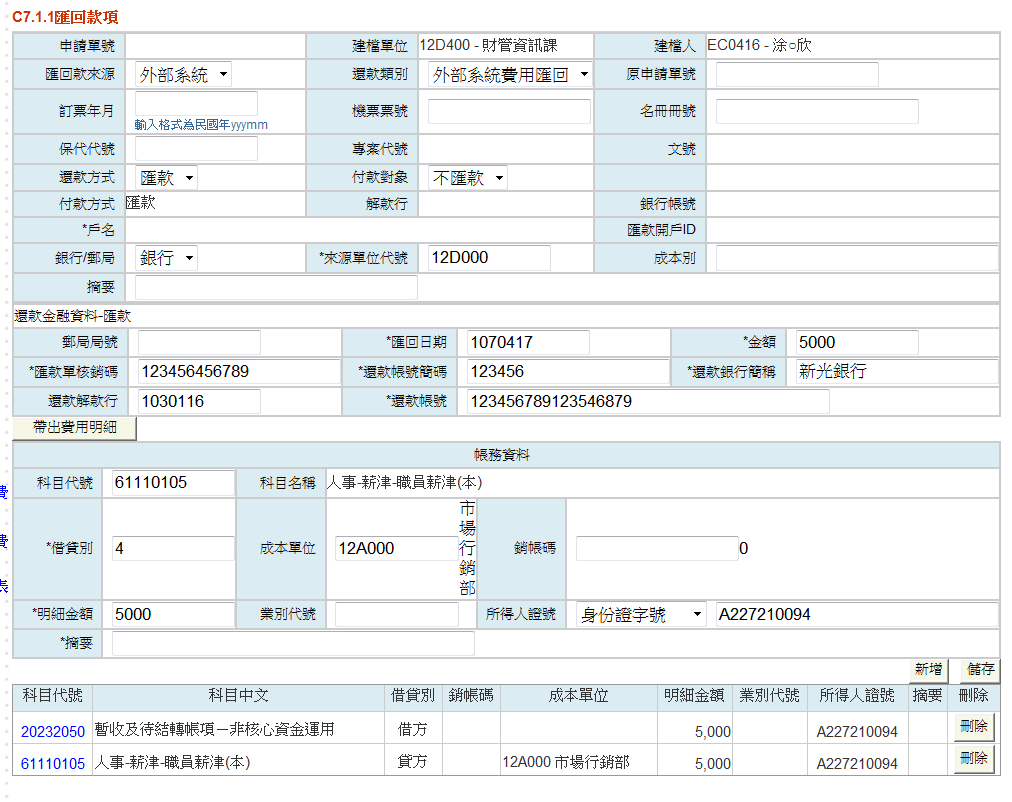 C7.1.1匯回款項
申請單號 建檔單位 12D400 - 財管資訊課 建檔人 EC0416 - 涂○欣
匯回款來源 外部系統 還款類別 外部系統費用匯回 原申請單號
訂票年月 輸入格式為民國年yyymm 機票票號 名冊冊號
保代代號 專案代號 文號
還款方式 匯款 付款對象 不匯款
付款方式 匯款 解款行 銀行帳號
*戶名 匯款開戶ID
銀行/郵局 銀行 *來源單位代號 12D000 成本別
摘要
還款金融資料-匯款
郵局局號 *匯回日期 1070417 *金額 5000
*匯款單核銷碼 123456456789 *還款帳號簡碼 123456 *還款銀行簡稱 新光銀行
還款解款行 1030116 *還款帳號 123456789123546879
帶出費用明細
帳務資料
費
科目代號 61110105 科目名稱 人事-薪津-職員薪津(本)
費
*借貸別 4 成本單位 12A000 市場行銷部 銷帳碼 0
表
*明細金額 5000 業別代號 所得人證號 身份證字號 A227210094
*摘要
新增 儲存
科目代號 科目中文 借貸別 銷帳碼 成本單位 明細金額 業別代號 所得人證號 摘要 刪除
20232050 暫收及待結轉帳項－非核心資金運用 借方 5,000 A227210094 刪除
61110105 人事-薪津-職員薪津(本) 貸方 12A000 市場行銷部 5,000 A227210094 刪除